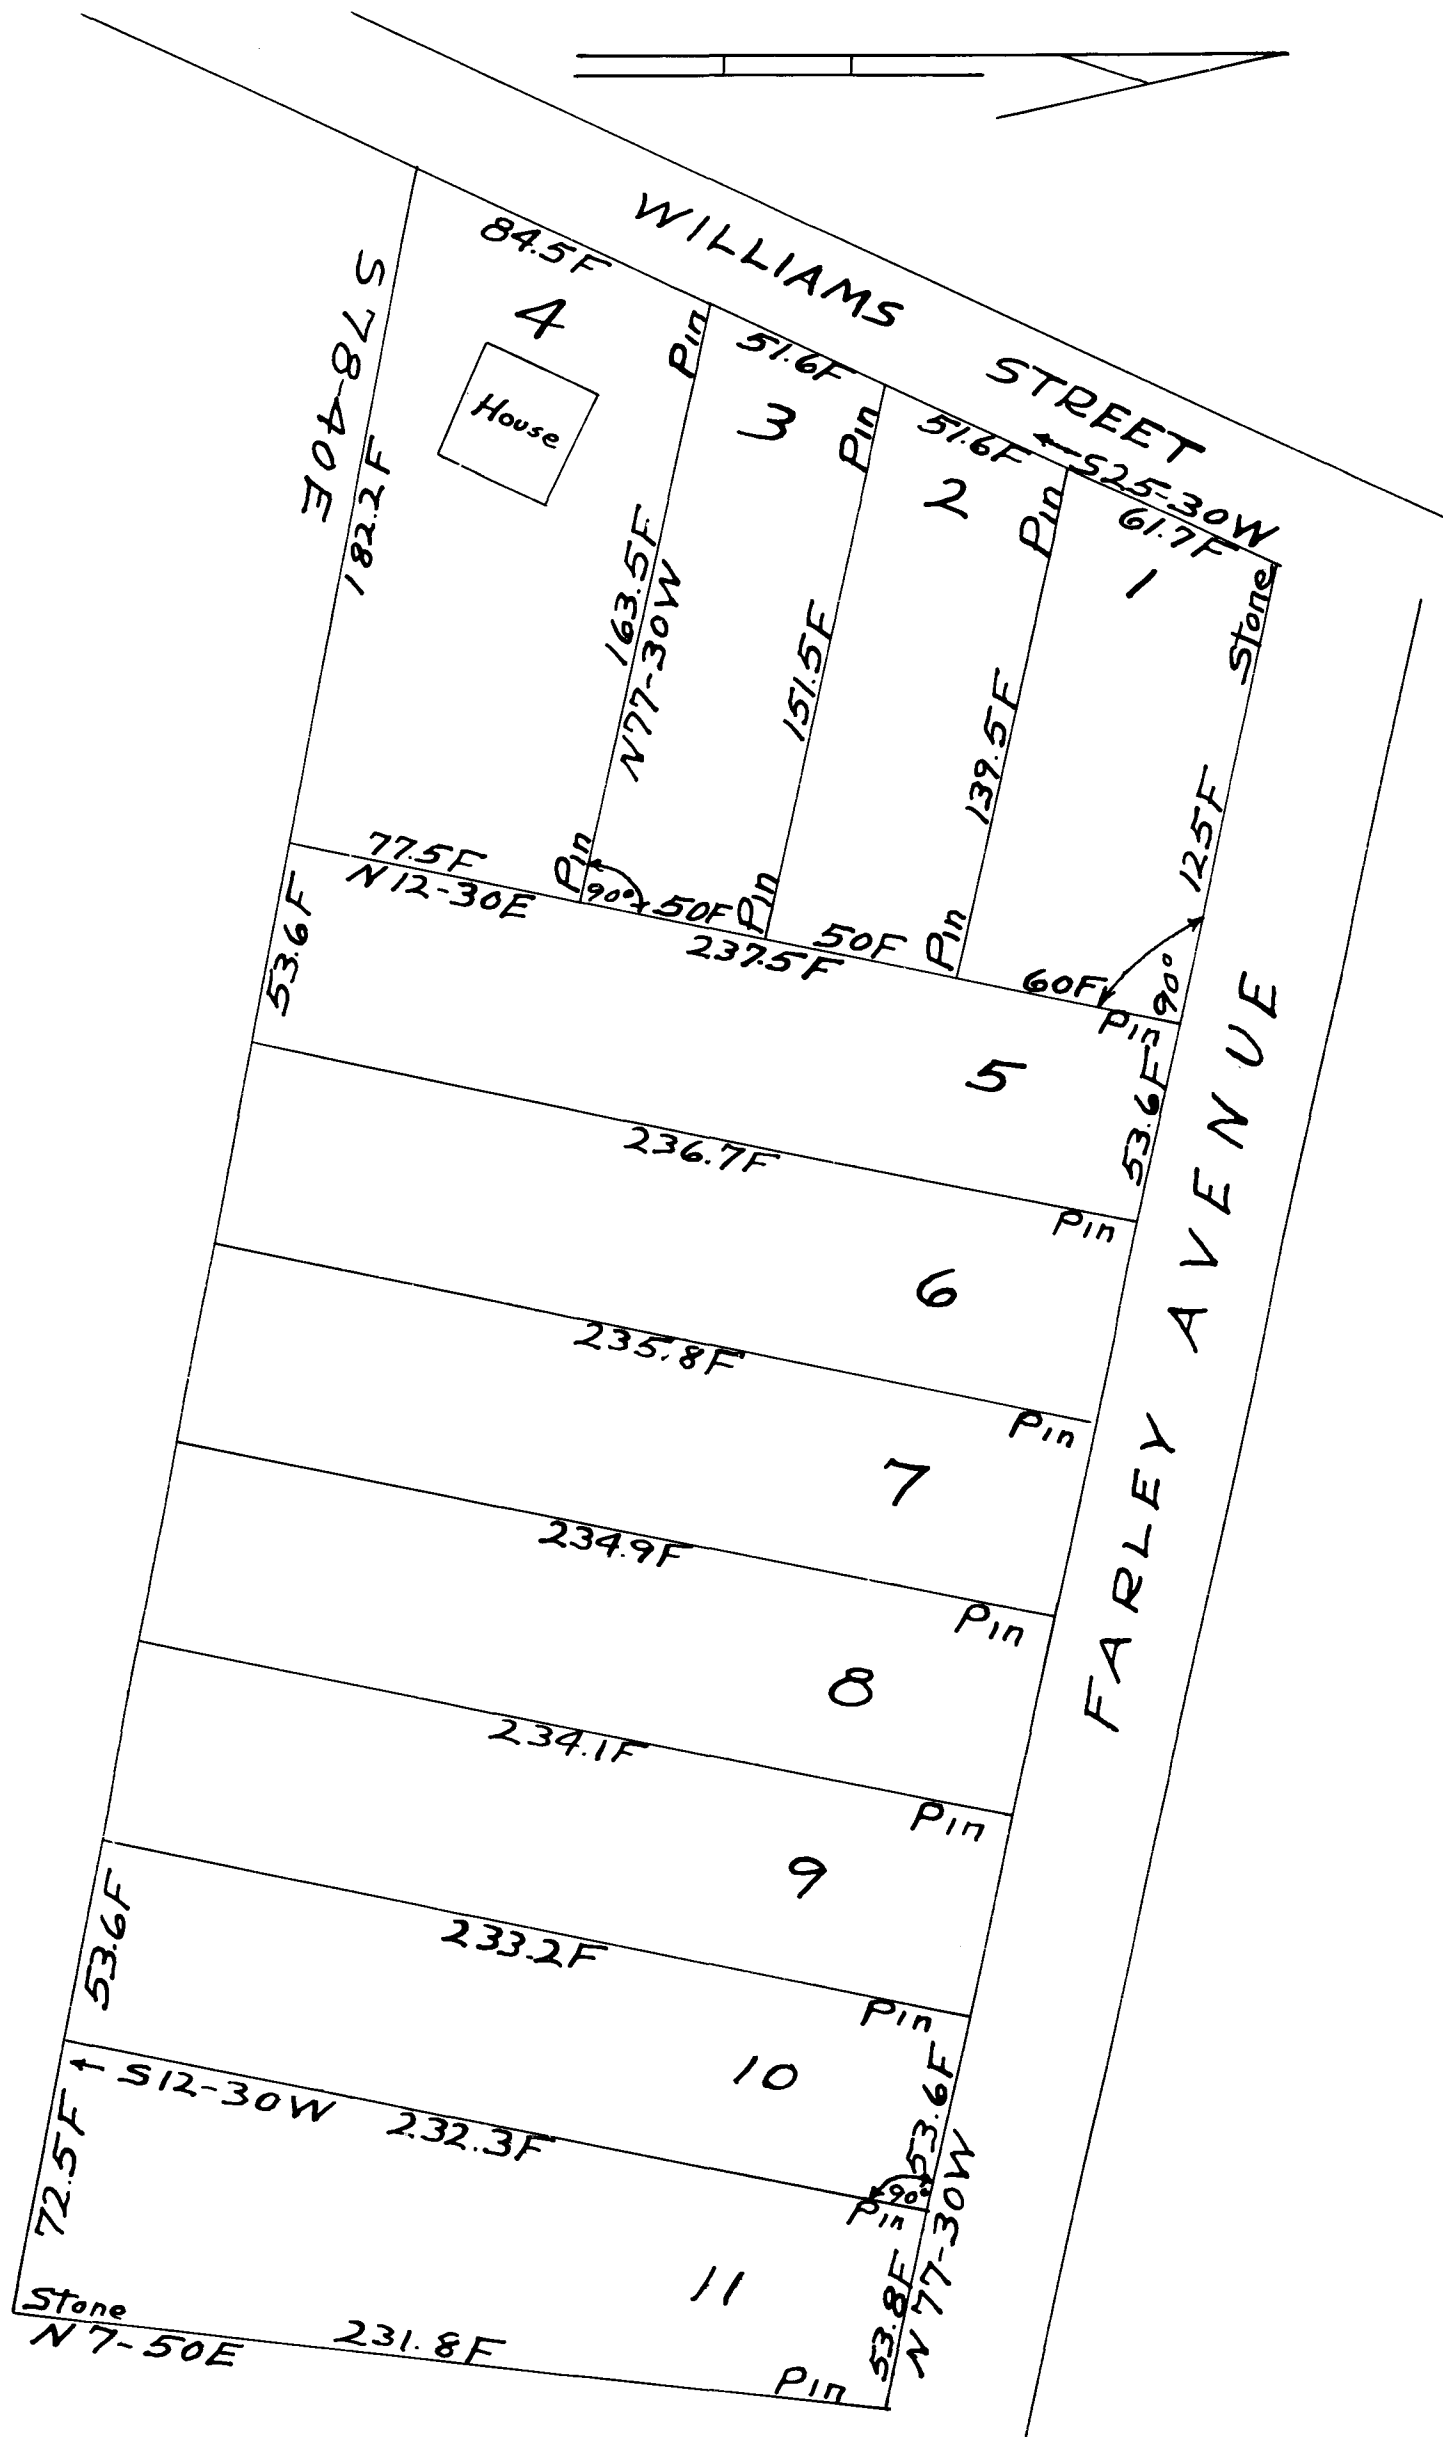 WILLIAMS STREET
S25-30W
84.5F
51.6F
51.6F
61.7F
4
House
3
2
1
Pin
Pin
Pin
Stone
S 78-40E
182.2F
163.5F
N77-30W
151.5F
139.5F
125F
77.5F
N12-30E
Pin
90°
50F
Pin
50F
Pin
60F
90°
237.5F
Pin
53.6F
5
53.6F
236.7F
Pin
6
235.8F
Pin
7
234.9F
Pin
8
234.1F
Pin
9
233.2F
Pin
53.6F
10
53.6F
S12-30W
232.3F
90°
Pin
72.5F
11
53.8F
N77-30W
Stone
N7-50E
231.8F
Pin
FARLEY AVENUE